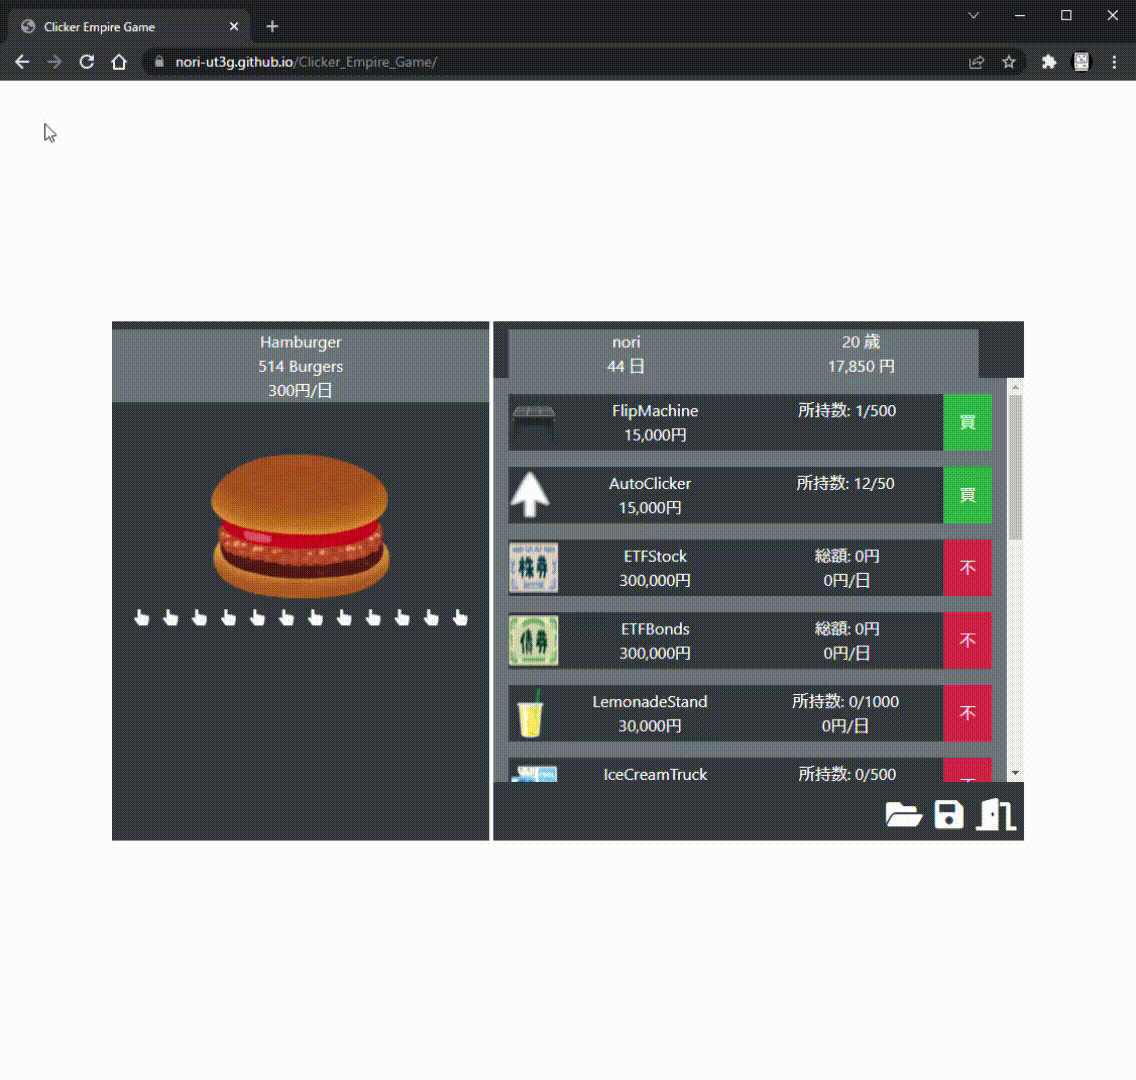 Clicker Empire Game
nori-ut3g.github.io/Clicker_Empire_Game/
Hamburger
514 Burgers
300円/日
nori
20 歳
44 日
17,850 円
FlipMachine
所持数: 1/500
15,000円
買
AutoClicker
所持数: 12/50
15,000円
買
株券
ETFStock
総額: 0円
300,000円
0円/日
不
債券
ETFBonds
総額: 0円
300,000円
0円/日
不
LemonadeStand
所持数: 0/1000
30,000円
0円/日
不
IceCreamTruck
所持数: 0/500